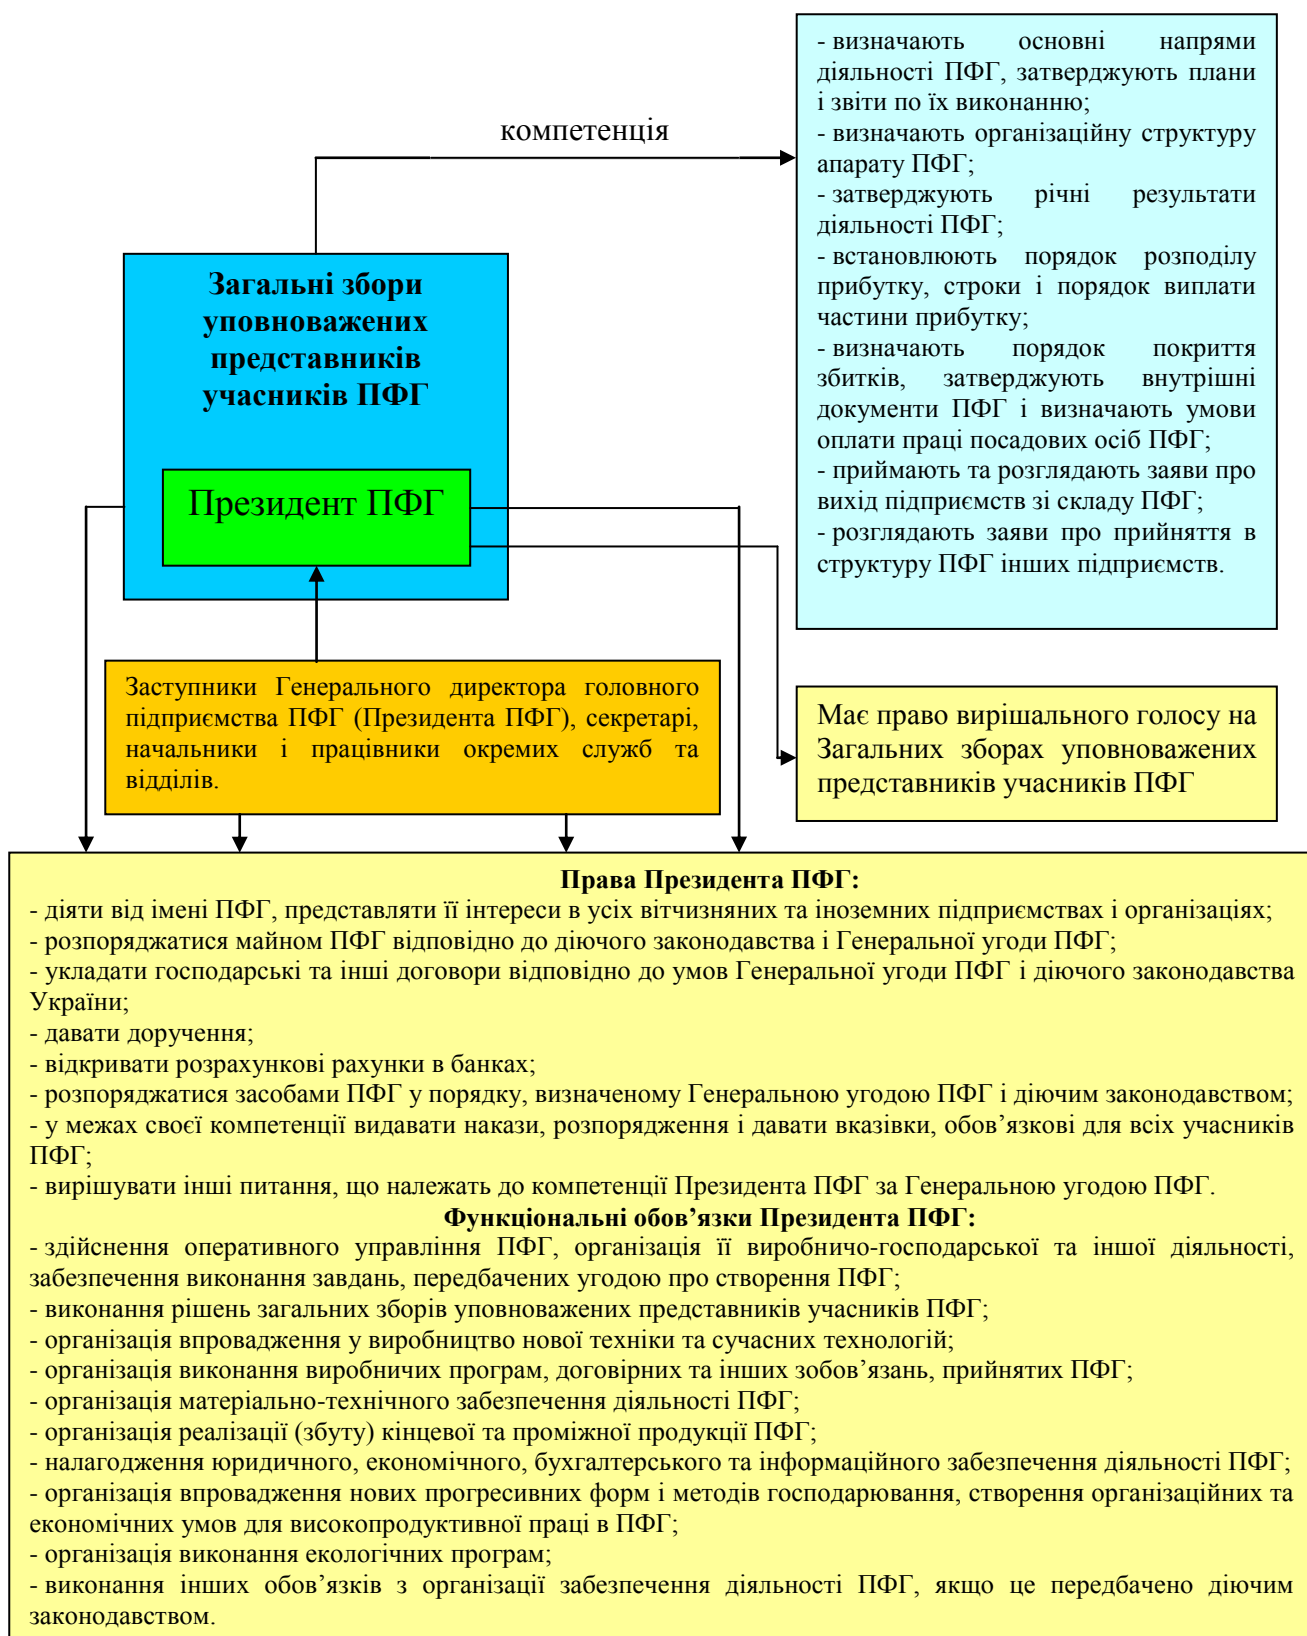 - визначають основні напрями
діяльності ПФГ, затверджують плани
і звіти по їх виконанню;
- визначають організаційну структуру
апарату ПФГ;
- затверджують річні результати
діяльності ПФГ;
- встановлюють порядок розподілу
прибутку, строки і порядок виплати
частини прибутку;
- визначають порядок покриття
збитків, затверджують внутрішні
документи ПФГ і визначають умови
оплати праці посадових осіб ПФГ;
- приймають та розглядають заяви про
вихід підприємств зі складу ПФГ;
- розглядають заяви про прийняття в
структуру ПФГ інших підприємств.
компетенція
Загальні збори
уповноважених
представників
учасників ПФГ
Президент ПФГ
Заступники Генерального директора головного
підприємства ПФГ (Президента ПФГ), секретарі,
начальники і працівники окремих служб та
відділів.
Має право вирішального голосу на
Загальних зборах уповноважених
представників учасників ПФГ
Права Президента ПФГ:
- діяти від імені ПФГ, представляти її інтереси в усіх вітчизняних та іноземних підприємствах і організаціях;
- розпоряджатися майном ПФГ відповідно до діючого законодавства і Генеральної угоди ПФГ;
- укладати господарські та інші договори відповідно до умов Генеральної угоди ПФГ і діючого законодавства
України;
- давати доручення;
- відкривати розрахункові рахунки в банках;
- розпоряджатися засобами ПФГ у порядку, визначеному Генеральною угодою ПФГ і діючим законодавством;
- у межах своєї компетенції видавати накази, розпорядження і давати вказівки, обов’язкові для всіх учасників
ПФГ;
- вирішувати інші питання, що належать до компетенції Президента ПФГ за Генеральною угодою ПФГ.
Функціональні обов’язки Президента ПФГ:
- здійснення оперативного управління ПФГ, організація її виробничо-господарської та іншої діяльності,
забезпечення виконання завдань, передбачених угодою про створення ПФГ;
- виконання рішень загальних зборів уповноважених представників учасників ПФГ;
- організація впровадження у виробництво нової техніки та сучасних технологій;
- організація виконання виробничих програм, договірних та інших зобов’язань, прийнятих ПФГ;
- організація матеріально-технічного забезпечення діяльності ПФГ;
- організація реалізації (збуту) кінцевої та проміжної продукції ПФГ;
- налагодження юридичного, економічного, бухгалтерського та інформаційного забезпечення діяльності ПФГ;
- організація впровадження нових прогресивних форм і методів господарювання, створення організаційних та
економічних умов для високопродуктивної праці в ПФГ;
- організація виконання екологічних програм;
- виконання інших обов’язків з організації забезпечення діяльності ПФГ, якщо це передбачено діючим
законодавством.